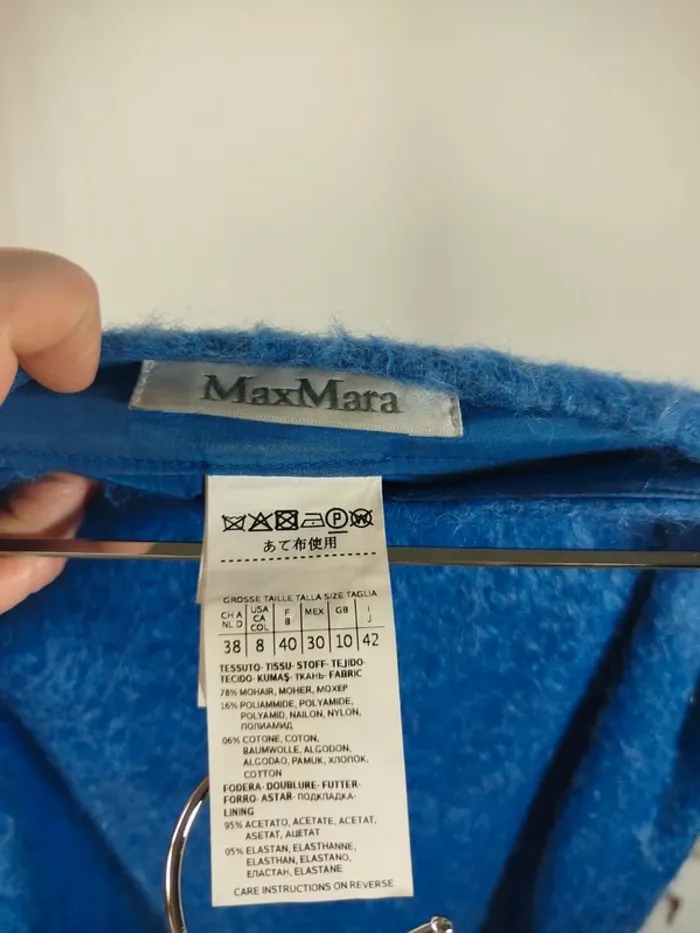 MaxMara
P W
あて布使用
GROSSE TAILLE TALLA SIZE TAGLIA
CH A NL D USA CA COL F B MEX GB I J
38 8 40 30 10 42
TESSUTO- TISSU- STOFF- TEJIDO-
TECIDO- KUMAŞ- ТКАНЬ- FABRIC
78% MOHAIR, MOHER, МОХЕР
16% POLIAMMIDE, POLYAMIDE,
POLYAMID, NAILON, NYLON,
ПОЛИАМИД
06% COTONE, COTON,
BAUMWOLLE, ALGODON,
ALGODAO, PAMUK, ХЛОПОК,
COTTON
FODERA- DOUBLURE- FUTTER-
FORRO- ASTAR- ПОДКЛАДКА-
LINING
95% ACETATO, ACETATE, ACETAT,
ASETAT, АЦЕТАТ
05% ELASTAN, ELASTHANNE,
ELASTHAN, ELASTANO,
ЕЛАСТАН, ELASTANE
CARE INSTRUCTIONS ON REVERSE